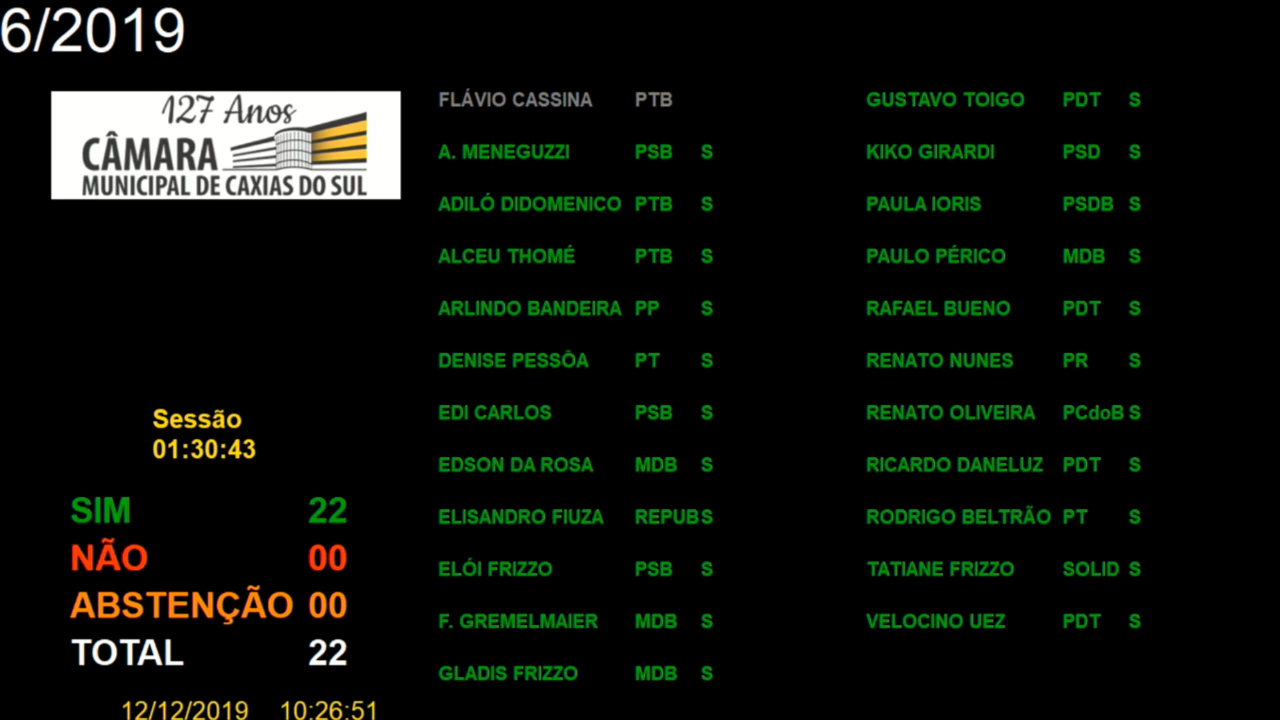 6/2019
127 Anos
CÂMARA
MUNICIPAL DE CAXIAS DO SUL
Sessão
01:30:43
SIM 22
NÃO 00
ABSTENÇÃO 00
TOTAL 22
12/12/2019 10:26:51
FLÁVIO CASSINA PTB
A. MENEGUZZI PSB S
ADILÓ DIDOMENICO PTB S
ALCEU THOMÉ PTB S
ARLINDO BANDEIRA PP S
DENISE PESSÔA PT S
EDI CARLOS PSB S
EDSON DA ROSA MDB S
ELISANDRO FIUZA REPUB S
ELÓI FRIZZO PSB S
F. GREMELMAIER MDB S
GLADIS FRIZZO MDB S
GUSTAVO TOIGO PDT S
KIKO GIRARDI PSD S
PAULA IORIS PSDB S
PAULO PÉRICO MDB S
RAFAEL BUENO PDT S
RENATO NUNES PR S
RENATO OLIVEIRA PCdoB S
RICARDO DANELUZ PDT S
RODRIGO BELTRÃO PT S
TATIANE FRIZZO SOLID S
VELOCINO UEZ PDT S